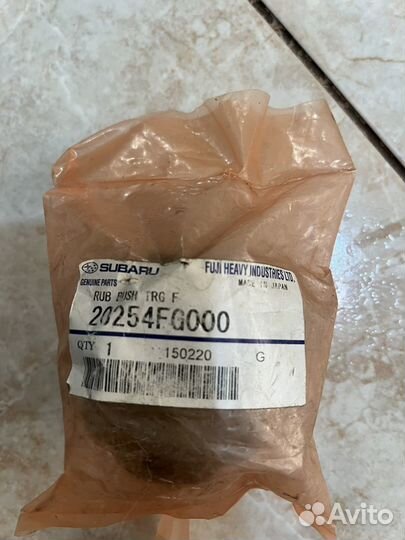 SUBARU FUJI HEAVY INDUSTRIES LTD.
GENUINE PARTS MADE IN JAPAN
RUB BUSH TRG F
20254FG000
QTY 1 150220 G
Avito